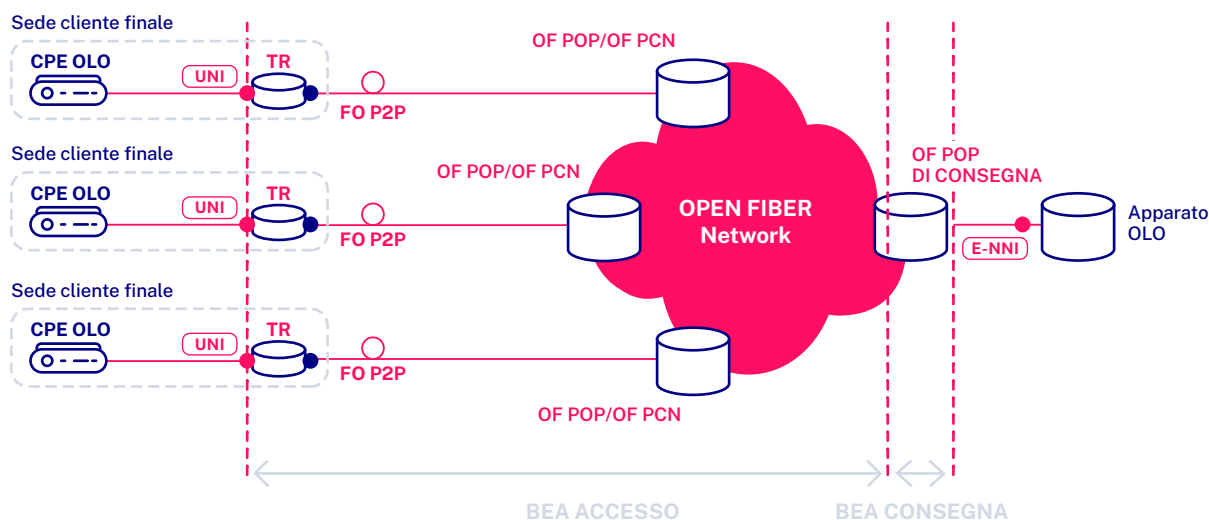 Sede cliente finale
CPE OLO
UNI
TR
FO P2P
OF POP/OF PCN
Sede cliente finale
CPE OLO
UNI
TR
FO P2P
OF POP/OF PCN
OPEN FIBER
Network
OF POP
DI CONSEGNA
E-NNI
Apparato
OLO
Sede cliente finale
CPE OLO
UNI
TR
FO P2P
OF POP/OF PCN
BEA ACCESSO
BEA CONSEGNA